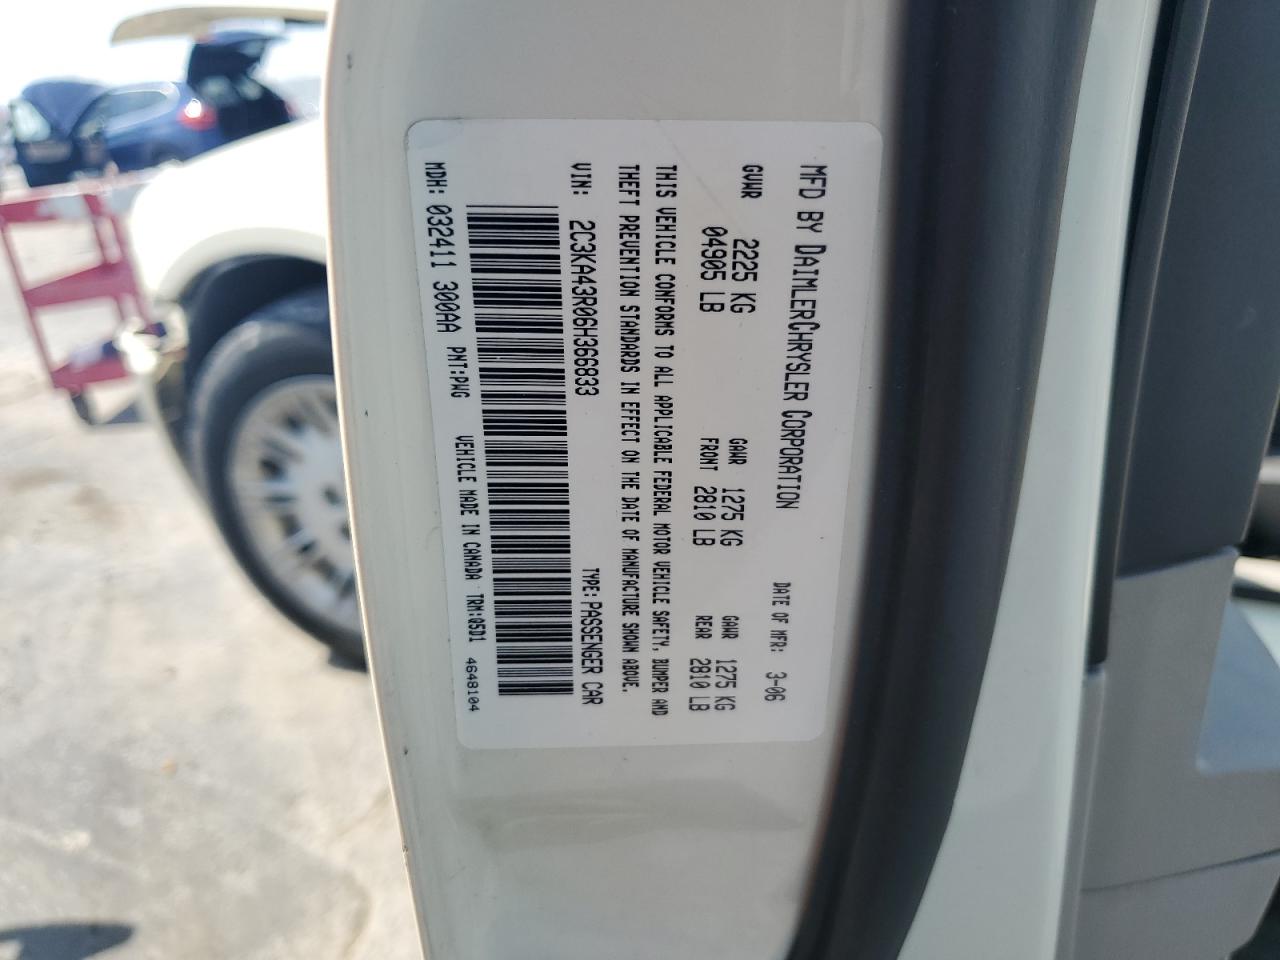 MFD BY DAIMLERCHRYSLER CORPORATION DATE OF MFR: 3-06
GVWR 2225 KG GAWR 1275 KG GAWR 1275 KG
04905 LB FRONT 2810 LB REAR 2810 LB
THIS VEHICLE CONFORMS TO ALL APPLICABLE FEDERAL MOTOR VEHICLE SAFETY, BUMPER AND
THEFT PREVENTION STANDARDS IN EFFECT ON THE DATE OF MANUFACTURE SHOWN ABOVE.
VIN: 2C3KA43R06H366833 TYPE: PASSENGER CAR
MDH: 032411 300AA PNT:PWG VEHICLE MADE IN CANADA TRM:05D1 4648104